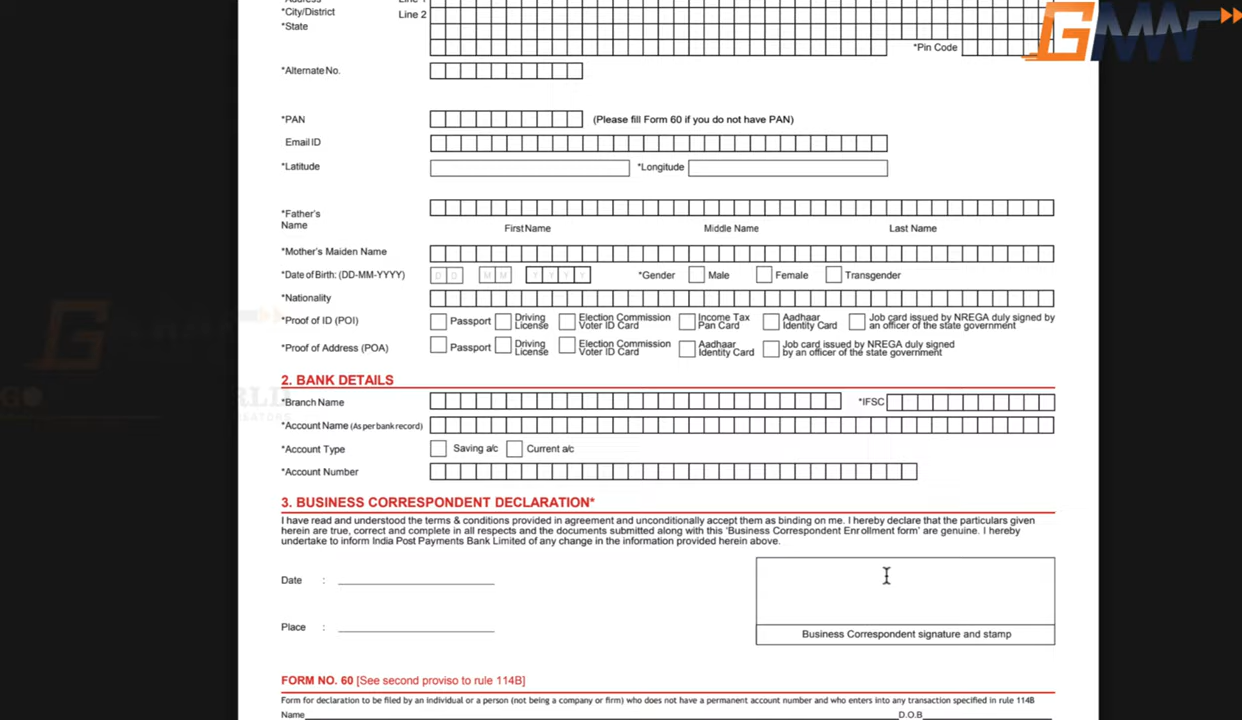 *City/District
Line 2
*State
*Pin Code
GMW
*Alternate No.
*PAN (Please fill Form 60 if you do not have PAN)
Email ID
*Latitude *Longitude
*Father's
Name
First Name Middle Name Last Name
*Mother's Maiden Name
*Date of Birth: (DD-MM-YYYY) D D M M Y Y Y Y *Gender Male Female Transgender
*Nationality
*Proof of ID (POI) Passport Driving License Election Commission Voter ID Card Income Tax Pan Card Aadhaar Identity Card Job card issued by NREGA duly signed by an officer of the state government
*Proof of Address (POA) Passport Driving License Election Commission Voter ID Card Aadhaar Identity Card Job card issued by NREGA duly signed by an officer of the state government
2. BANK DETAILS
*Branch Name *IFSC
*Account Name (As per bank record)
*Account Type Saving a/c Current a/c
*Account Number
3. BUSINESS CORRESPONDENT DECLARATION*
I have read and understood the terms & conditions provided in agreement and unconditionally accept them as binding on me. I hereby declare that the particulars given
herein are true, correct and complete in all respects and the documents submitted along with this 'Business Correspondent Enrollment form' are genuine. I hereby
undertake to inform India Post Payments Bank Limited of any change in the information provided herein above.
Date :
Place :
Business Correspondent signature and stamp
FORM NO. 60 [See second proviso to rule 114B]
Form for declaration to be filed by an individual or a person (not being a company or firm) who does not have a permanent account number and who enters into any transaction specified in rule 114B
Name D.O.B